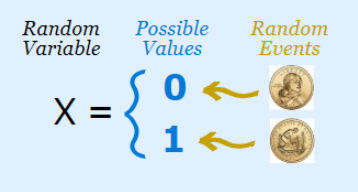 Random Possible Random
Variable Values Events
X = { 0
1